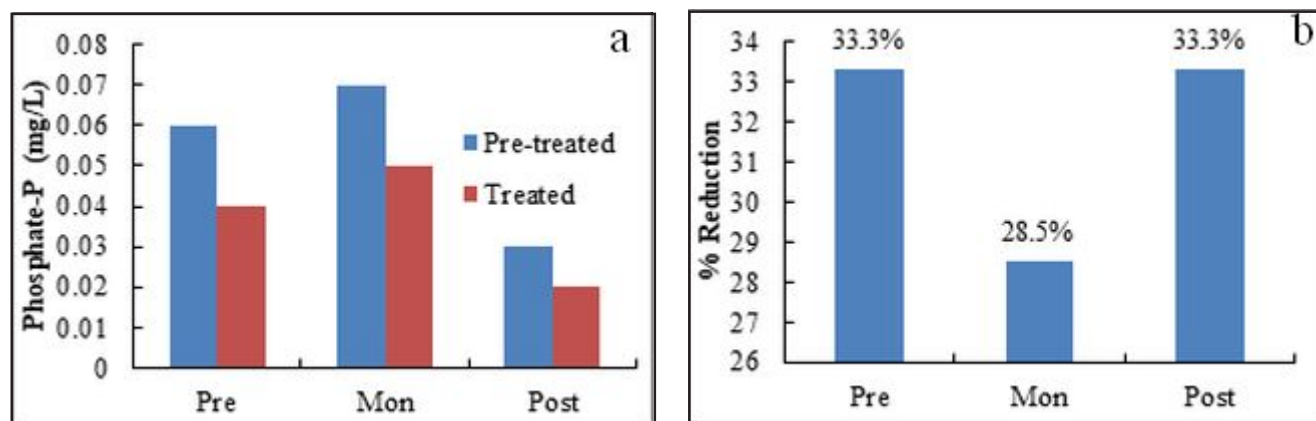 a
Phosphate-P (mg/L)
0.08
0.07
0.06
0.05
0.04
0.03
0.02
0.01
0
Pre-treated
Treated
Pre Mon Post
b
% Reduction
34
33
32
31
30
29
28
27
26
33.3% 28.5% 33.3%
Pre Mon Post